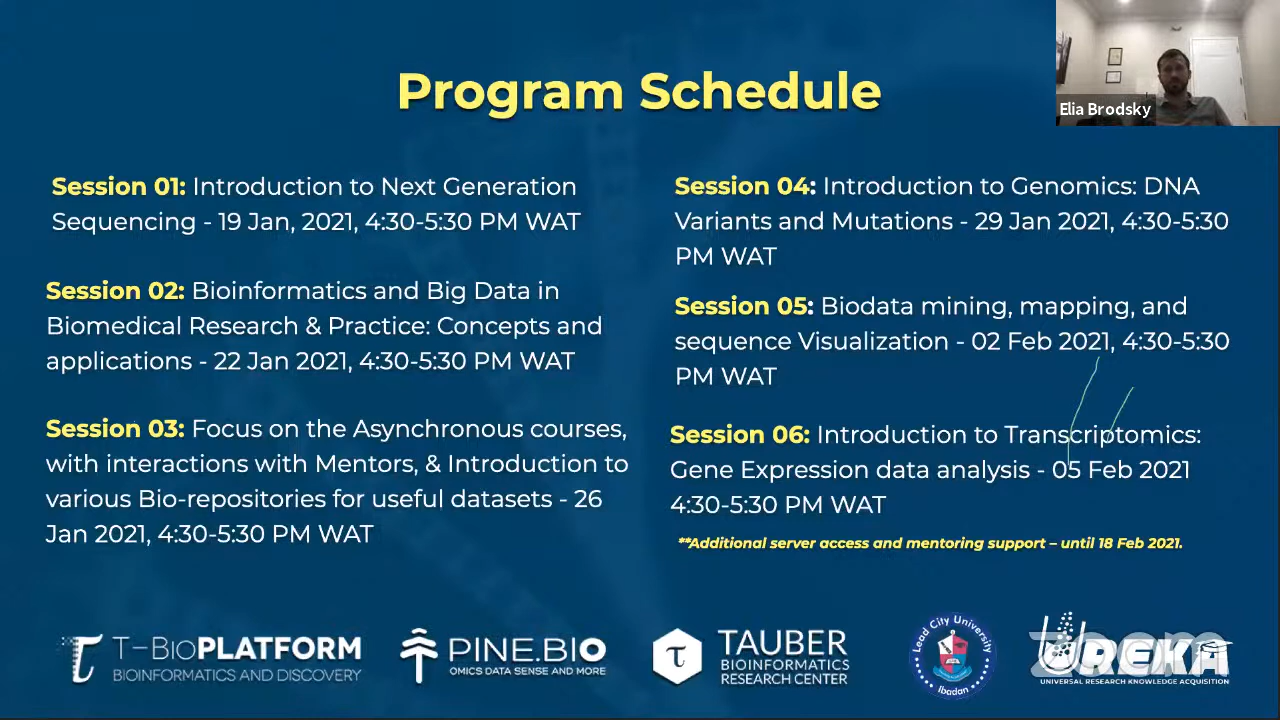 Elia Brodsky
Program Schedule
Session 01: Introduction to Next Generation
Sequencing - 19 Jan, 2021, 4:30-5:30 PM WAT
Session 02: Bioinformatics and Big Data in
Biomedical Research & Practice: Concepts and
applications - 22 Jan 2021, 4:30-5:30 PM WAT
Session 03: Focus on the Asynchronous courses,
with interactions with Mentors, & Introduction to
various Bio-repositories for useful datasets - 26
Jan 2021, 4:30-5:30 PM WAT
Session 04: Introduction to Genomics: DNA
Variants and Mutations - 29 Jan 2021, 4:30-5:30
PM WAT
Session 05: Biodata mining, mapping, and
sequence Visualization - 02 Feb 2021, 4:30-5:30
PM WAT
Session 06: Introduction to Transcriptomics:
Gene Expression data analysis - 05 Feb 2021
4:30-5:30 PM WAT
**Additional server access and mentoring support – until 18 Feb 2021.
T-BioPLATFORM
BIOINFORMATICS AND DISCOVERY
PINE.BIO
OMICS DATA SENSE AND MORE
TAUBER
BIOINFORMATICS
RESEARCH CENTER
Lead City University
Ibadan
UREKA
UNIVERSAL RESEARCH KNOWLEDGE ACQUISITION
zoom